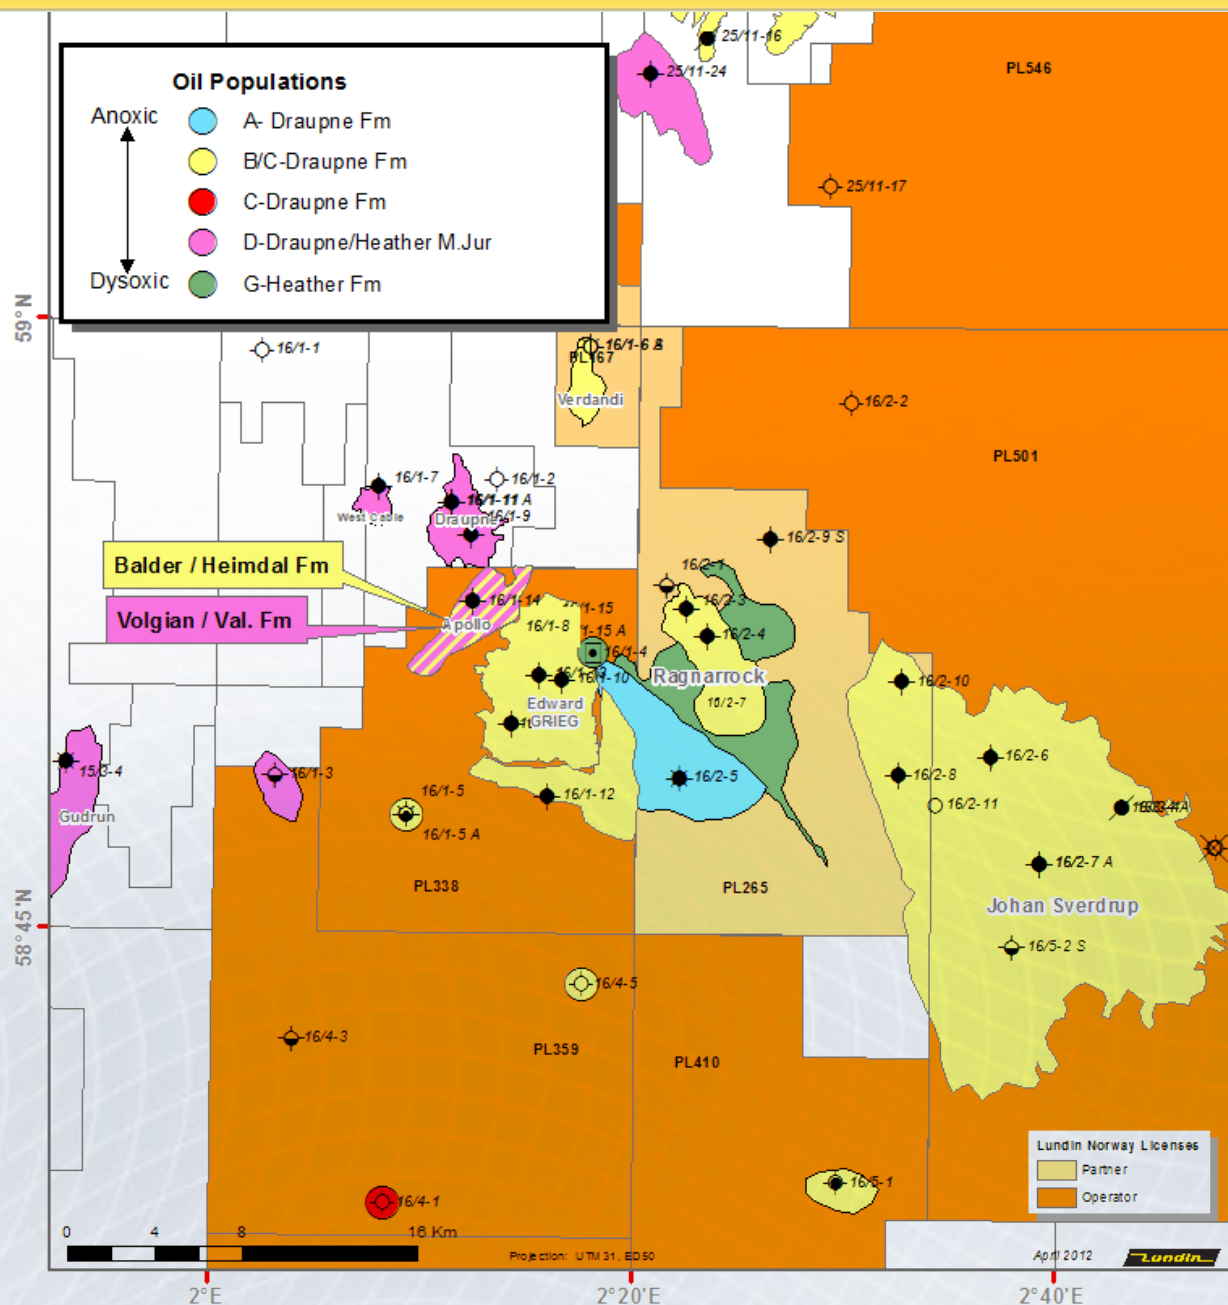 25/11-16
25/11-24
PL546
Oil Populations
Anoxic
A- Draupne Fm
B/C-Draupne Fm
C-Draupne Fm
D-Draupne/Heather M.Jur
Dysoxic
G-Heather Fm
25/11-17
59°N
16/1-1
16/1-6 A
PL167
Verdandi
16/2-2
PL501
16/1-7
16/1-2
West Cable
16/1-11 A
Draupne
16/1-9
16/2-9 S
Balder / Heimdal Fm
Volgian / Val. Fm
16/2-1
16/1-14
16/2-3
Apollo
16/1-8
16/2-4
16/1-4
Ragnarrock
16/1-10
16/2-10
Edward
GRIEG
16/2-7
15/3-4
16/1-3
16/2-5
16/2-8
16/2-6
Gudrun
16/1-5
16/1-12
16/2-11
16/1-5 A
16/2-7 A
PL338
PL265
Johan Sverdrup
58°45'N
16/5-2 S
16/4-5
16/4-3
PL359
PL410
Lundin Norway Licenses
Partner
Operator
16/5-1
16/4-1
0 4 8 16 Km
Projection: UTM 31, ED50
April 2012
Lundin
2°E
2°20'E
2°40'E